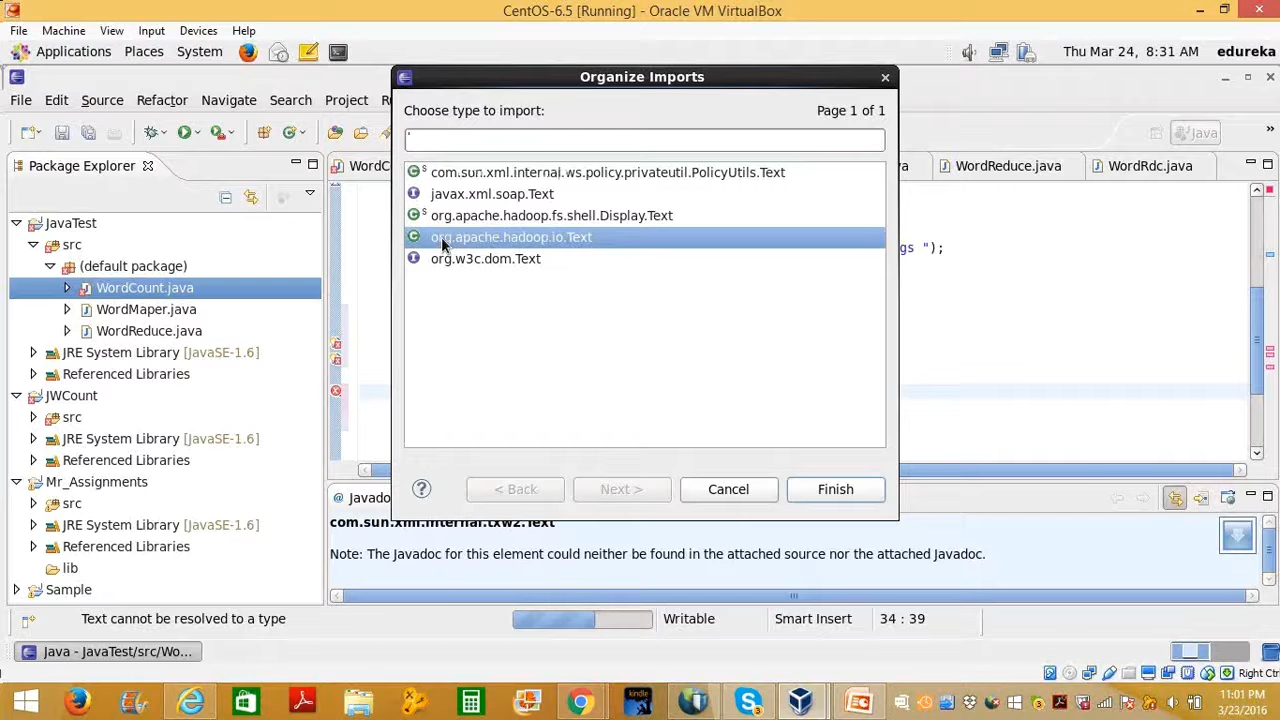 CentOS-6.5 [Running] - Oracle VM VirtualBox
File Machine View Input Devices Help
Applications Places System
Thu Mar 24, 8:31 AM edureka
Organize Imports
File Edit Source Refactor Navigate Search Project R
Choose type to import: Page 1 of 1
Java
Package Explorer
WordC
WordReduce.java
WordRdc.java
com.sun.xml.internal.ws.policy.privateutil.PolicyUtils.Text
javax.xml.soap.Text
org.apache.hadoop.fs.shell.Display.Text
org.apache.hadoop.io.Text
org.w3c.dom.Text
gs ");
JavaTest
src
(default package)
WordCount.java
WordMaper.java
WordReduce.java
JRE System Library [JavaSE-1.6]
Referenced Libraries
JWCount
src
JRE System Library [JavaSE-1.6]
Referenced Libraries
Mr_Assignments
src
JRE System Library [JavaSE-1.6]
Referenced Libraries
lib
Sample
< Back Next > Cancel Finish
@ Javado
com.sun.xml.internal.txw2.Text
Note: The Javadoc for this element could neither be found in the attached source nor the attached Javadoc.
Text cannot be resolved to a type
Writable Smart Insert 34 : 39
Java - JavaTest/src/Wo...
Right Ctrl
kindle
11:01 PM
3/23/2016